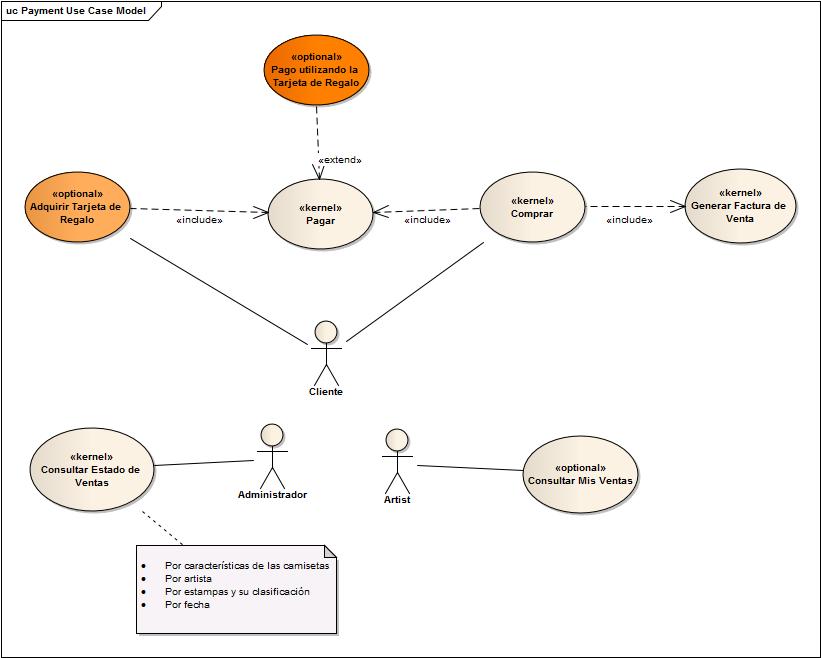 uc Payment Use Case Model
«optional»
Pago utilizando la
Tarjeta de Regalo
«extend»
«optional»
Adquirir Tarjeta de
Regalo
«include»
«kernel»
Pagar
«include»
«kernel»
Comprar
«include»
«kernel»
Generar Factura de
Venta
Cliente
«kernel»
Consultar Estado de
Ventas
Administrador
Artist
«optional»
Consultar Mis Ventas
• Por características de las camisetas
• Por artista
• Por estampas y su clasificación
• Por fecha